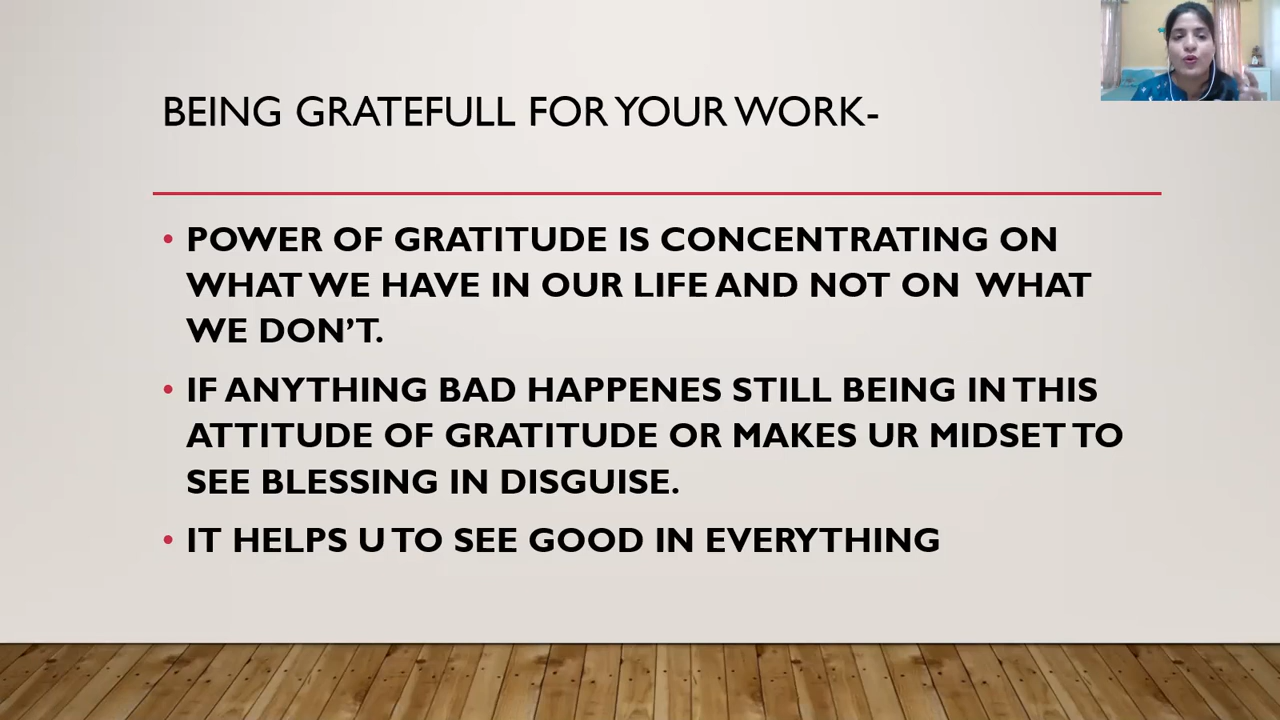 BEING GRATEFULL FOR YOUR WORK-
• POWER OF GRATITUDE IS CONCENTRATING ON
WHAT WE HAVE IN OUR LIFE AND NOT ON WHAT
WE DON’T.
• IF ANYTHING BAD HAPPENES STILL BEING IN THIS
ATTITUDE OF GRATITUDE OR MAKES UR MIDSET TO
SEE BLESSING IN DISGUISE.
• IT HELPS U TO SEE GOOD IN EVERYTHING